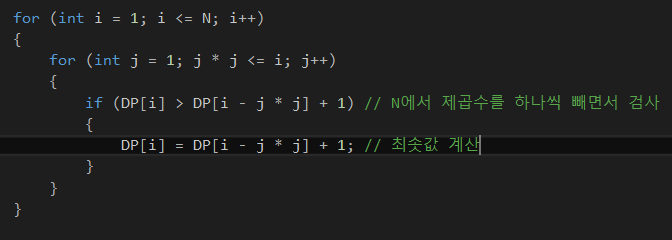 for (int i = 1; i <= N; i++)
{
    for (int j = 1; j * j <= i; j++)
    {
        if (DP[i] > DP[i - j * j] + 1) // N에서 제곱수를 하나씩 빼면서 검사
        {
            DP[i] = DP[i - j * j] + 1; // 최솟값 계산
        }
    }
}